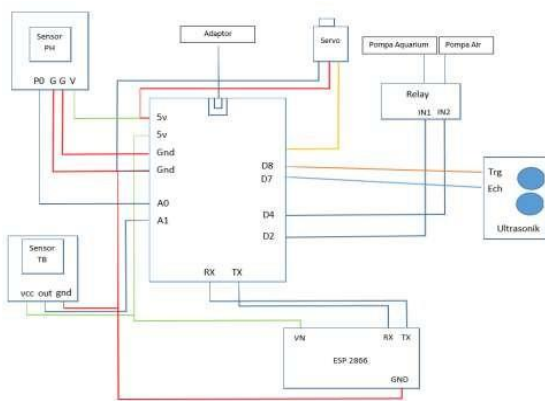 Sensor
PH
P0 G G V
Adaptor
Servo
Pompa Aquarium
Pompa Air
Relay
IN1 IN2
5v
5v
Gnd
Gnd
A0
A1
D8
D7
D4
D2
RX TX
Trg
Ech
Ultrasonik
Sensor
TB
vcc out gnd
VN
RX TX
ESP 2866
GND